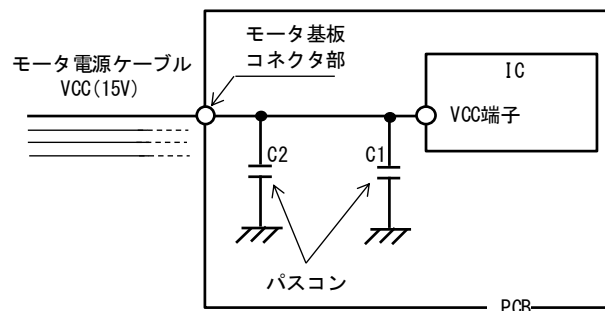 モータ基板
コネクタ部
モータ電源ケーブル
VCC(15V)
IC
VCC端子
C2
C1
パスコン
PCB